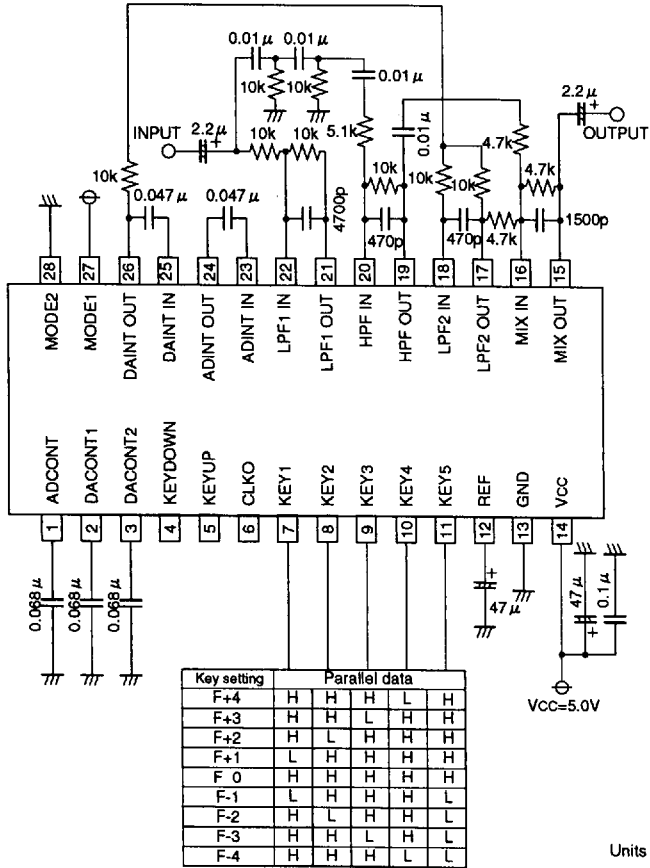 0.01μ 0.01μ
0.01μ
10k 10k
2.2μ +
INPUT
10k 10k
5.1k
0.01μ
2.2μ +
OUTPUT
4.7k
4.7k
10k
0.047μ 0.047μ
4700p
10k
470p
10k 10k
470p
4.7k
1500p
28 27 26 25 24 23 22 21 20 19 18 17 16 15
MODE2
MODE1
DAINT OUT
DAINT IN
ADINT OUT
ADINT IN
LPF1 IN
LPF1 OUT
HPF IN
HPF OUT
LPF2 IN
LPF2 OUT
MIX IN
MIX OUT
ADCONT
DACONT1
DACONT2
KEYDOWN
KEYUP
CLKO
KEY1
KEY2
KEY3
KEY4
KEY5
REF
GND
VCC
1 2 3 4 5 6 7 8 9 10 11 12 13 14
0.068μ
0.068μ
0.068μ
+
47μ
47μ
+
0.1μ
VCC=5.0V
Key setting Parallel data
F+4 H H H L H
F+3 H H L H H
F+2 H L H H H
F+1 L H H H H
F 0 H H H H H
F-1 L H H H L
F-2 H L H H L
F-3 H H L H L
F-4 H H H L L
Units